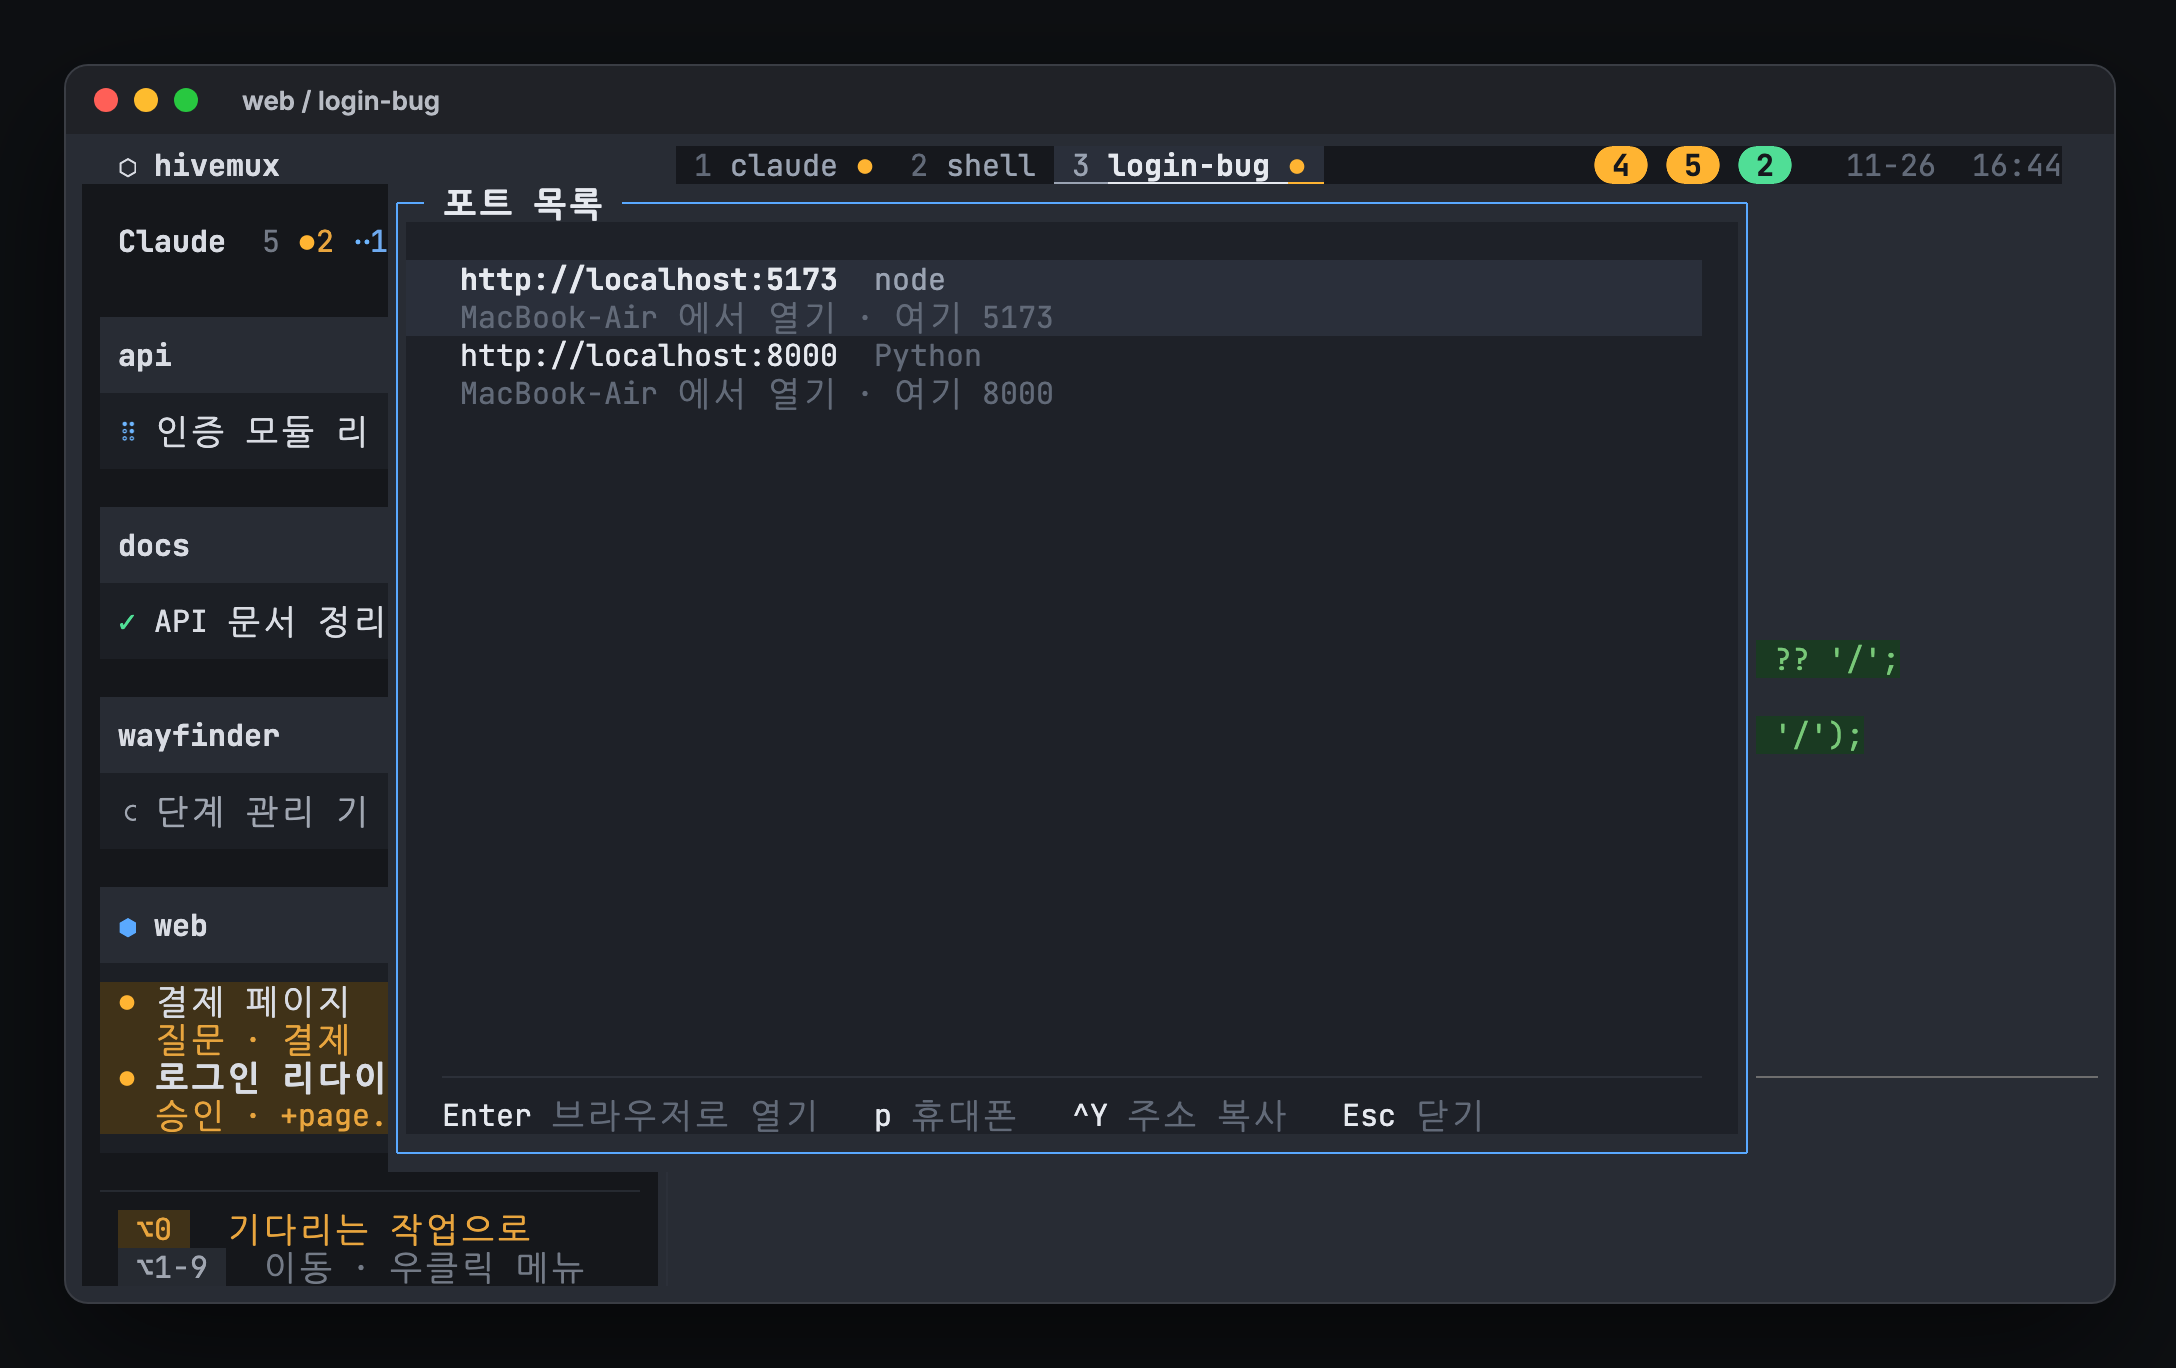 web / login-bug
hivemux
1 claude ● 2 shell 3 login-bug ● 4 5 2 11-26 16:44
Claude 5 ●2 ··1
api
인증 모듈 리
docs
✓ API 문서 정리
wayfinder
단계 관리 기
web
● 결제 페이지
질문 · 결제
● 로그인 리다이
승인 · +page.
⌥0 기다리는 작업으로
⌥1-9 이동 · 우클릭 메뉴
포트 목록
http://localhost:5173 node
MacBook-Air 에서 열기 · 여기 5173
http://localhost:8000 Python
MacBook-Air 에서 열기 · 여기 8000
Enter 브라우저로 열기 p 휴대폰 ^Y 주소 복사 Esc 닫기
?? '/';
'/');